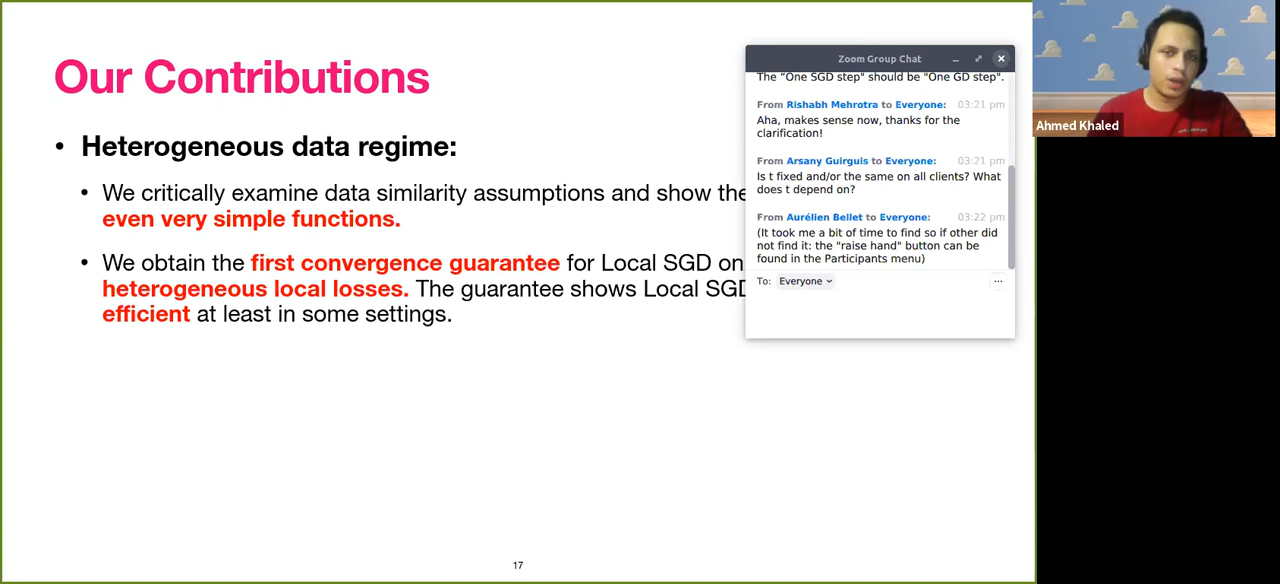 Our Contributions
• Heterogeneous data regime:
• We critically examine data similarity assumptions and show the
even very simple functions.
• We obtain the first convergence guarantee for Local SGD on
heterogeneous local losses. The guarantee shows Local SGD
efficient at least in some settings.
17
Zoom Group Chat
The "One SGD step" should be "One GD step".
From Rishabh Mehrotra to Everyone: 03:21 pm
Aha, makes sense now, thanks for the
clarification!
From Arsany Guirguis to Everyone: 03:21 pm
Is t fixed and/or the same on all clients? What
does t depend on?
From Aurélien Bellet to Everyone: 03:22 pm
(It took me a bit of time to find so if other did
not find it: the "raise hand" button can be
found in the Participants menu)
To: Everyone
Ahmed Khaled